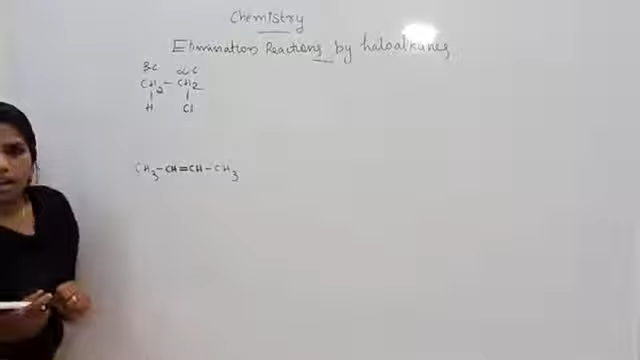 Chemistry
Elimination Reactions by haloalkanes
βC αC
CH2 - CH2
H Cl
CH3 - CH = CH - CH3